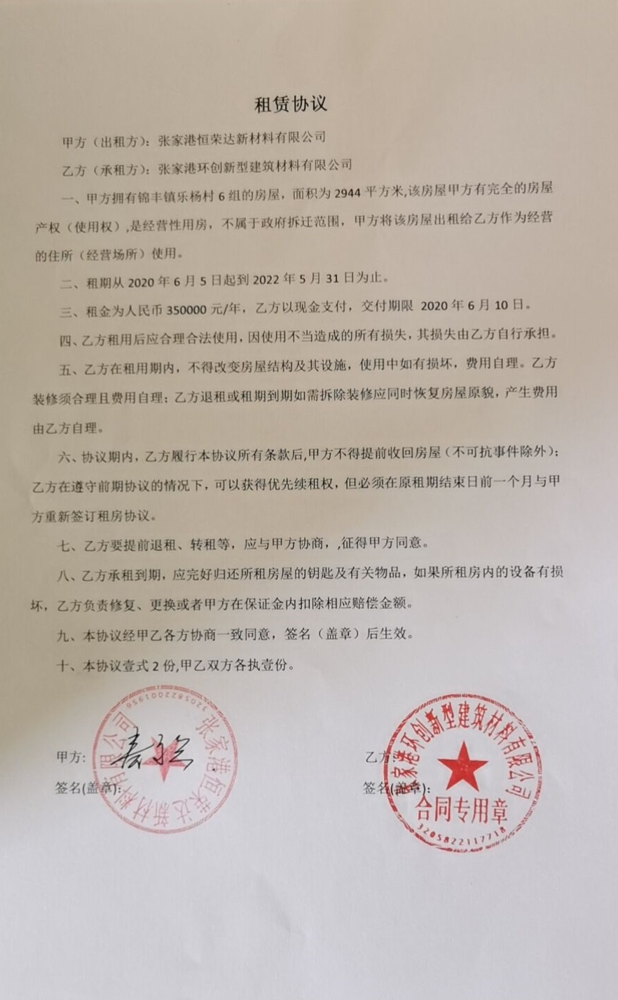 租赁协议
甲方（出租方）：张家港恒荣达新材料有限公司
乙方（承租方）：张家港环创新型建筑材料有限公司
一、甲方拥有锦丰镇乐杨村 6 组的房屋，面积为 2944 平方米,该房屋甲方有完全的房屋
产权（使用权）,是经营性用房，不属于政府拆迁范围，甲方将该房屋出租给乙方作为经营
的住所（经营场所）使用。
二、租期从 2020 年 6 月 5 日起到 2022 年 5 月 31 日为止。
三、租金为人民币 350000 元/年，乙方以现金支付，交付期限 2020 年 6 月 10 日。
四、乙方租用后应合理合法使用，因使用不当造成的所有损失，其损失由乙方自行承担。
五、乙方在租用期内，不得改变房屋结构及其设施，使用中如有损坏，费用自理。乙方
装修须合理且费用自理；乙方退租或租期到期如需拆除装修应同时恢复房屋原貌，产生费用
由乙方自理。
六、协议期内，乙方履行本协议所有条款后,甲方不得提前收回房屋（不可抗事件除外）；
乙方在遵守前期协议的情况下，可以获得优先续租权，但必须在原租期结束日前一个月与甲
方重新签订租房协议。
七、乙方要提前退租、转租等，应与甲方协商，,征得甲方同意。
八、乙方承租到期，应完好归还所租房屋的钥匙及有关物品，如果所租房内的设备有损
坏，乙方负责修复、更换或者甲方在保证金内扣除相应赔偿金额。
九、本协议经甲乙各方协商一致同意，签名（盖章）后生效。
十、本协议壹式 2 份,甲乙双方各执壹份。
甲方:
签名(盖章):
张家港恒荣达新材料有限公司
3205822001956
乙方:
签名(盖章):
张家港环创新型建筑材料有限公司
合同专用章
3205822117718